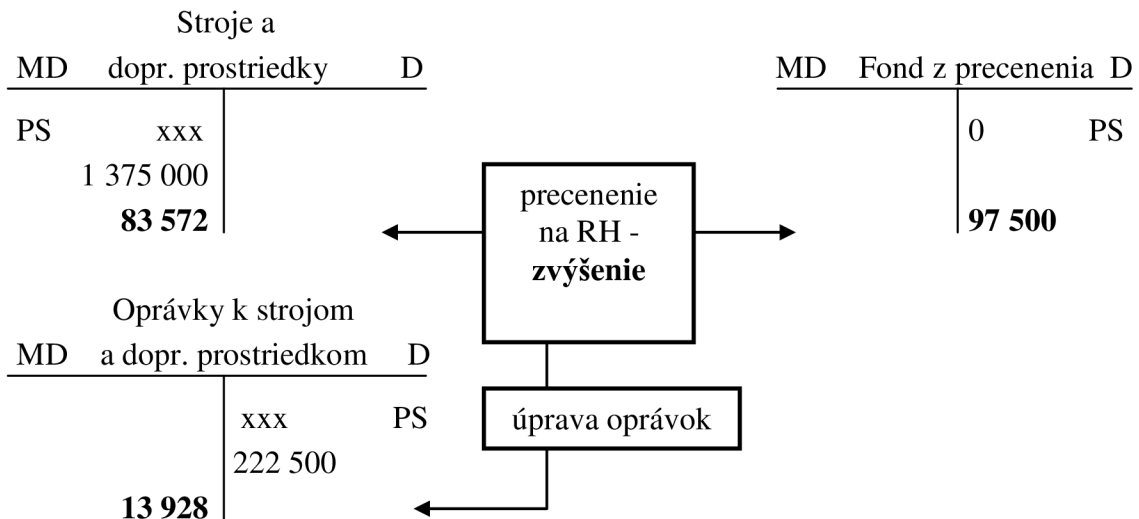 Stroje a
MD dopr. prostriedky D
PS xxx
1 375 000
83 572
MD Fond z precenenia D
0 PS
97 500
precenenie
na RH -
zvýšenie
Oprávky k strojom
MD a dopr. prostriedkom D
xxx PS
222 500
13 928
úprava oprávok